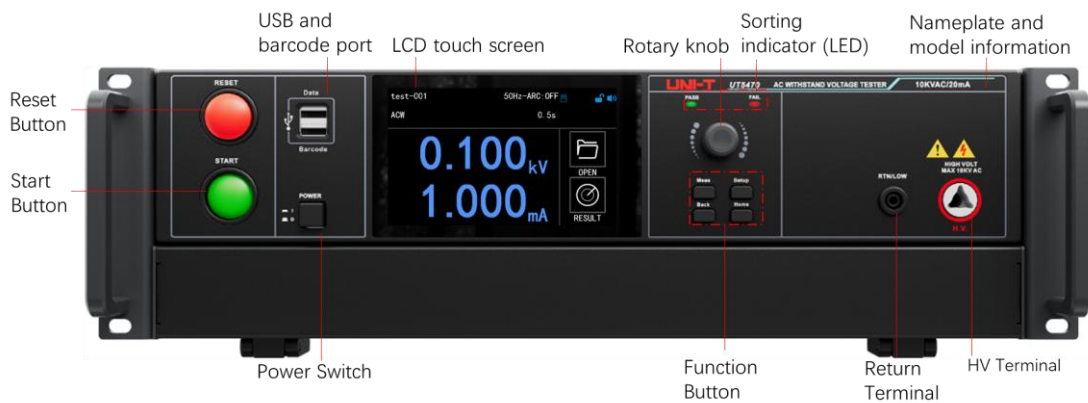 USB and
barcode port
LCD touch screen
Rotary knob
Sorting
indicator (LED)
Nameplate and
model information
Reset
Button
Start
Button
RESET
START
Data
Barcode
POWER
test-001
50Hz-ARC:OFF
ACW
0.5s
0.100kV
1.000mA
OPEN
RESULT
UNI-T
UT5470
AC WITHSTAND VOLTAGE TESTER
10KVAC/20mA
PASS
FAIL
Meas
Setup
Back
Home
RTN/LOW
HIGH VOLT
MAX 10KV AC
H.V.
Power Switch
Function
Button
Return
Terminal
HV Terminal